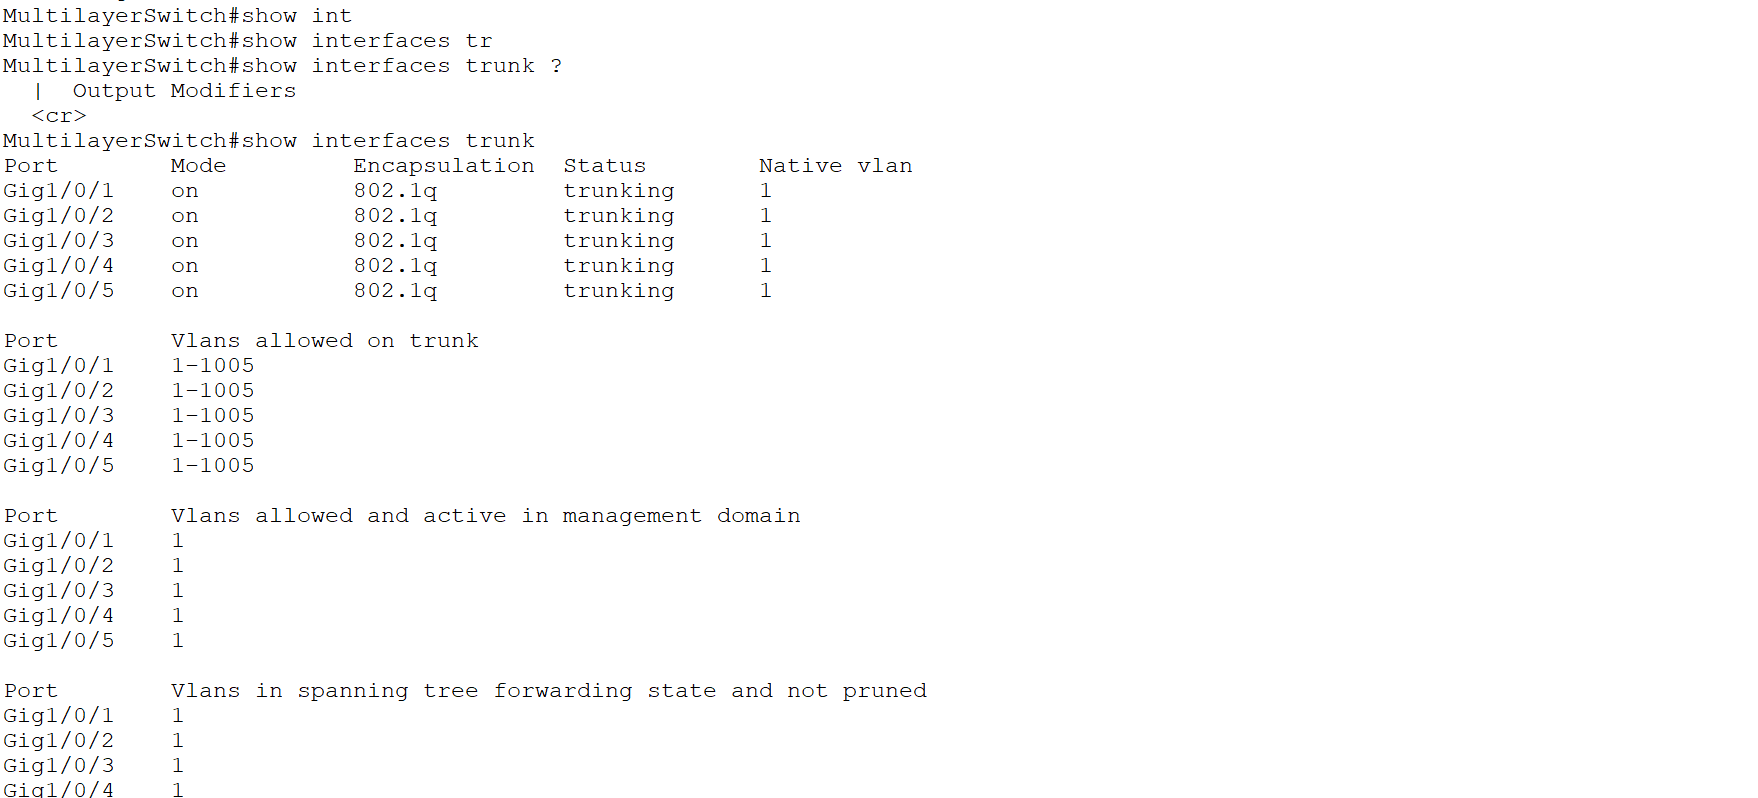 MultilayerSwitch#show int
MultilayerSwitch#show interfaces tr
MultilayerSwitch#show interfaces trunk ?
  |  Output Modifiers
  <cr>
MultilayerSwitch#show interfaces trunk
Port        Mode         Encapsulation  Status        Native vlan
Gig1/0/1    on           802.1q         trunking      1
Gig1/0/2    on           802.1q         trunking      1
Gig1/0/3    on           802.1q         trunking      1
Gig1/0/4    on           802.1q         trunking      1
Gig1/0/5    on           802.1q         trunking      1

Port        Vlans allowed on trunk
Gig1/0/1    1-1005
Gig1/0/2    1-1005
Gig1/0/3    1-1005
Gig1/0/4    1-1005
Gig1/0/5    1-1005

Port        Vlans allowed and active in management domain
Gig1/0/1    1
Gig1/0/2    1
Gig1/0/3    1
Gig1/0/4    1
Gig1/0/5    1

Port        Vlans in spanning tree forwarding state and not pruned
Gig1/0/1    1
Gig1/0/2    1
Gig1/0/3    1
Gig1/0/4    1